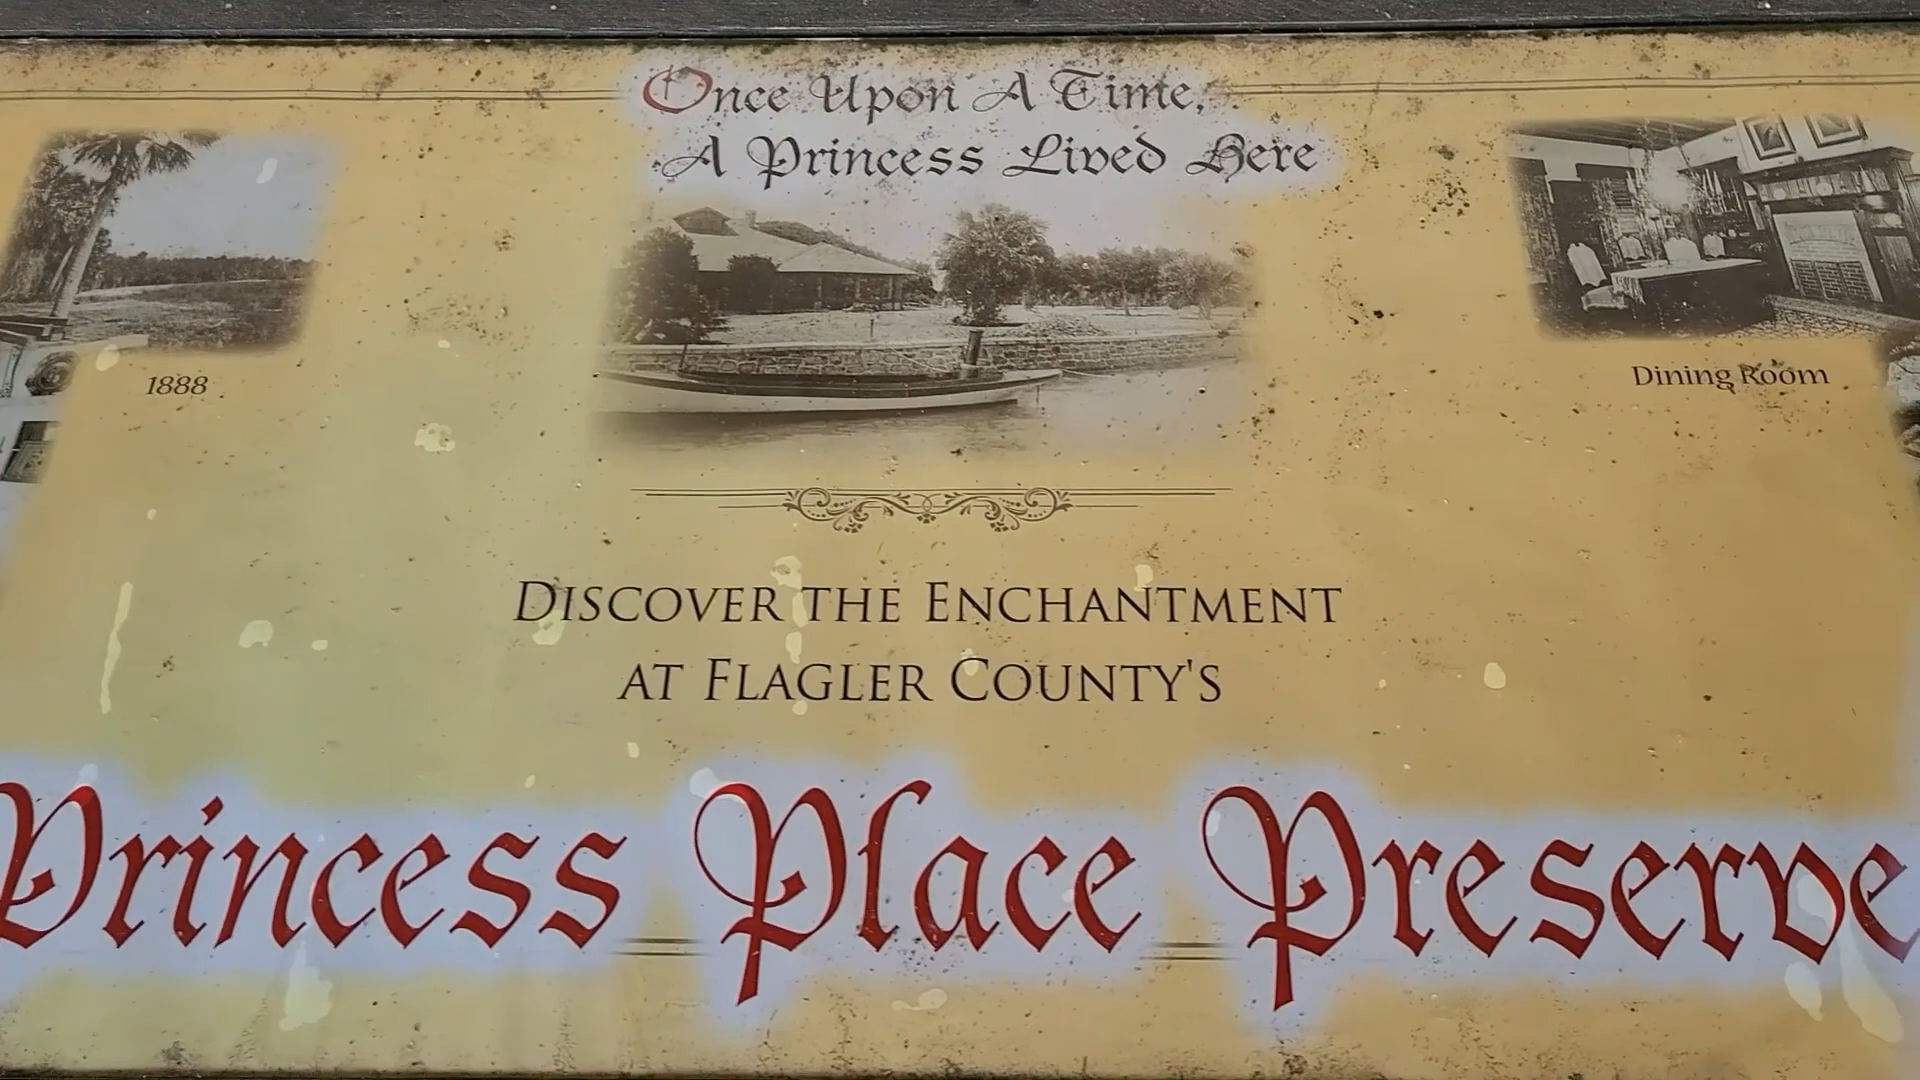 Once Upon A Time,
A Princess Lived Here
1888
Dining Room
DISCOVER THE ENCHANTMENT
AT FLAGLER COUNTY'S
Princess Place Preserve